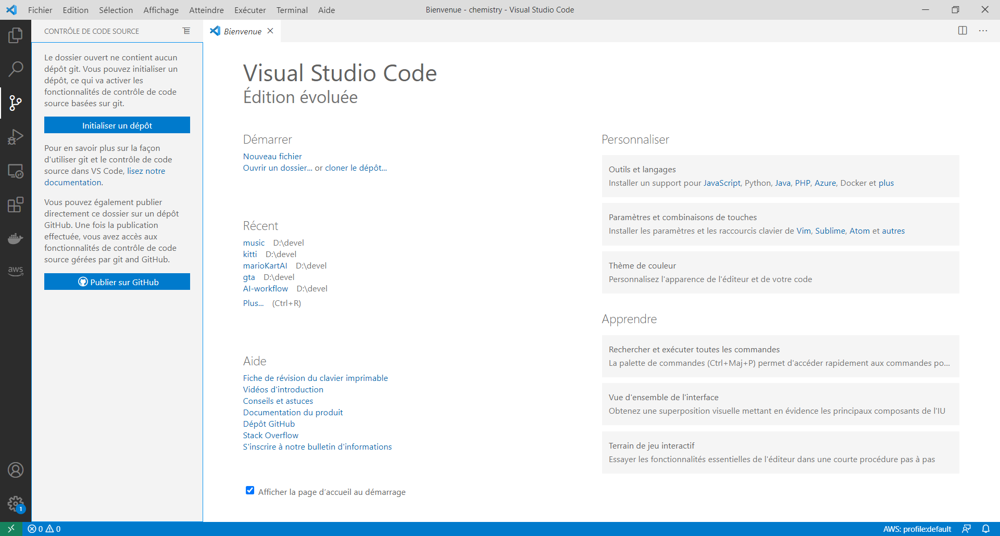 Fichier Edition Sélection Affichage Atteindre Exécuter Terminal Aide
Bienvenue - chemistry - Visual Studio Code
CONTRÔLE DE CODE SOURCE
Bienvenue
Le dossier ouvert ne contient aucun
dépôt git. Vous pouvez initialiser un
dépôt, ce qui va activer les
fonctionnalités de contrôle de code
source basées sur git.
Initialiser un dépôt
Pour en savoir plus sur la façon
d'utiliser git et le contrôle de code
source dans VS Code, lisez notre
documentation.
Vous pouvez également publier
directement ce dossier sur un dépôt
GitHub. Une fois la publication
effectuée, vous avez accès aux
fonctionnalités de contrôle de code
source gérées par git and GitHub.
Publier sur GitHub
aws
1
Visual Studio Code
Édition évoluée
Démarrer
Nouveau fichier
Ouvrir un dossier... or cloner le dépôt...
Récent
music D:\devel
kitti D:\devel
marioKartAI D:\devel
gta D:\devel
AI-workflow D:\devel
Plus... (Ctrl+R)
Aide
Fiche de révision du clavier imprimable
Vidéos d'introduction
Conseils et astuces
Documentation du produit
Dépôt GitHub
Stack Overflow
S'inscrire à notre bulletin d'informations
Afficher la page d’accueil au démarrage
Personnaliser
Outils et langages
Installer un support pour JavaScript, Python, Java, PHP, Azure, Docker et plus
Paramètres et combinaisons de touches
Installer les paramètres et les raccourcis clavier de Vim, Sublime, Atom et autres
Thème de couleur
Personnalisez l'apparence de l'éditeur et de votre code
Apprendre
Rechercher et exécuter toutes les commandes
La palette de commandes (Ctrl+Maj+P) permet d'accéder rapidement aux commandes po...
Vue d'ensemble de l'interface
Obtenez une superposition visuelle mettant en évidence les principaux composants de l'IU
Terrain de jeu interactif
Essayer les fonctionnalités essentielles de l'éditeur dans une courte procédure pas à pas
0 0
AWS: profile:default